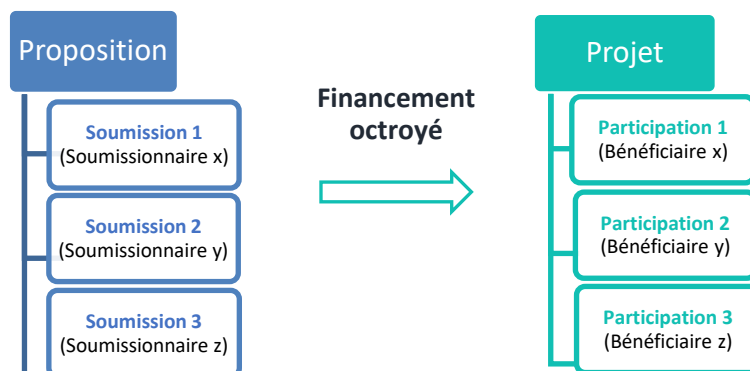 Proposition
Soumission 1
(Soumissionnaire x)
Soumission 2
(Soumissionnaire y)
Soumission 3
(Soumissionnaire z)
Financement
octroyé
Projet
Participation 1
(Bénéficiaire x)
Participation 2
(Bénéficiaire y)
Participation 3
(Bénéficiaire z)